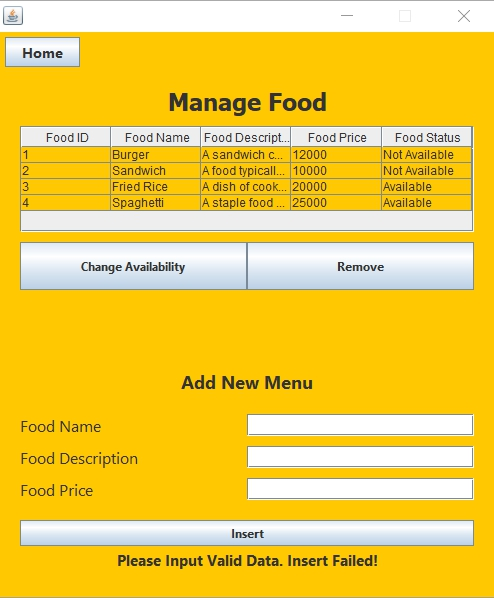 Home
Manage Food
Food ID Food Name Food Descript... Food Price Food Status
1 Burger A sandwich c... 12000 Not Available
2 Sandwich A food typicall... 10000 Not Available
3 Fried Rice A dish of cook... 20000 Available
4 Spaghetti A staple food ... 25000 Available
Change Availability Remove
Add New Menu
Food Name
Food Description
Food Price
Insert
Please Input Valid Data. Insert Failed!